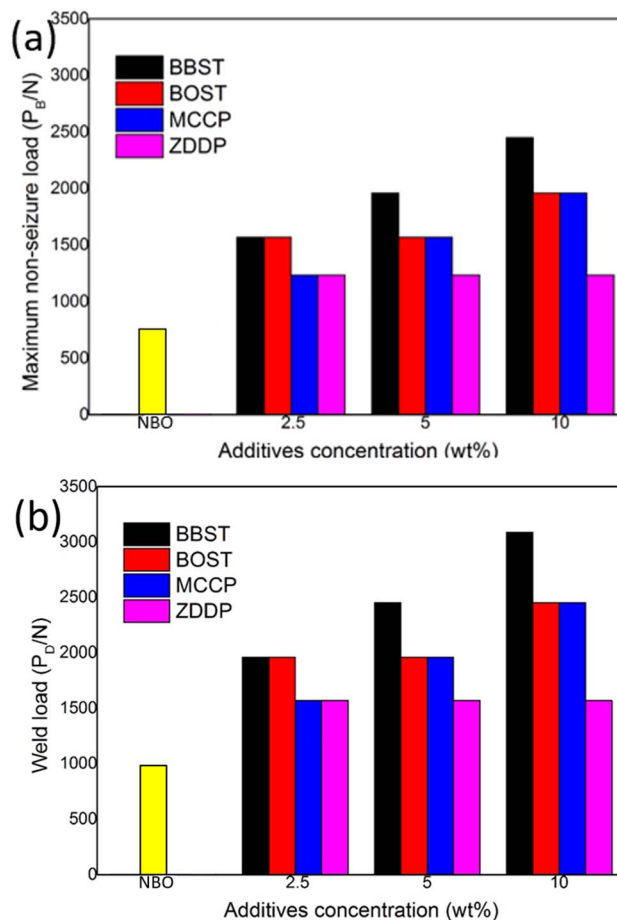 (a)
Maximum non-seizure load (P_B/N)
3500
3000
2500
2000
1500
1000
500
0
BBST
BOST
MCCP
ZDDP
NBO
2.5
5
10
Additives concentration (wt%)
(b)
Weld load (P_D/N)
3500
3000
2500
2000
1500
1000
500
0
BBST
BOST
MCCP
ZDDP
NBO
2.5
5
10
Additives concentration (wt%)